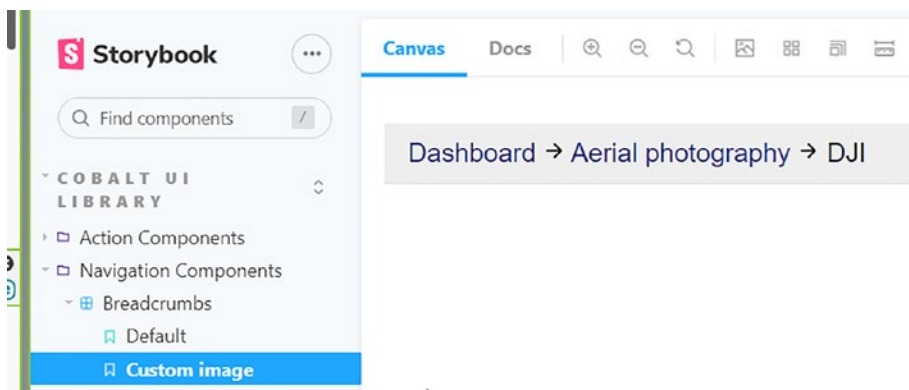 Storybook
Find components
/
COBALT UI
LIBRARY
Action Components
Navigation Components
Breadcrumbs
Default
Custom image
Canvas Docs
Dashboard → Aerial photography → DJI